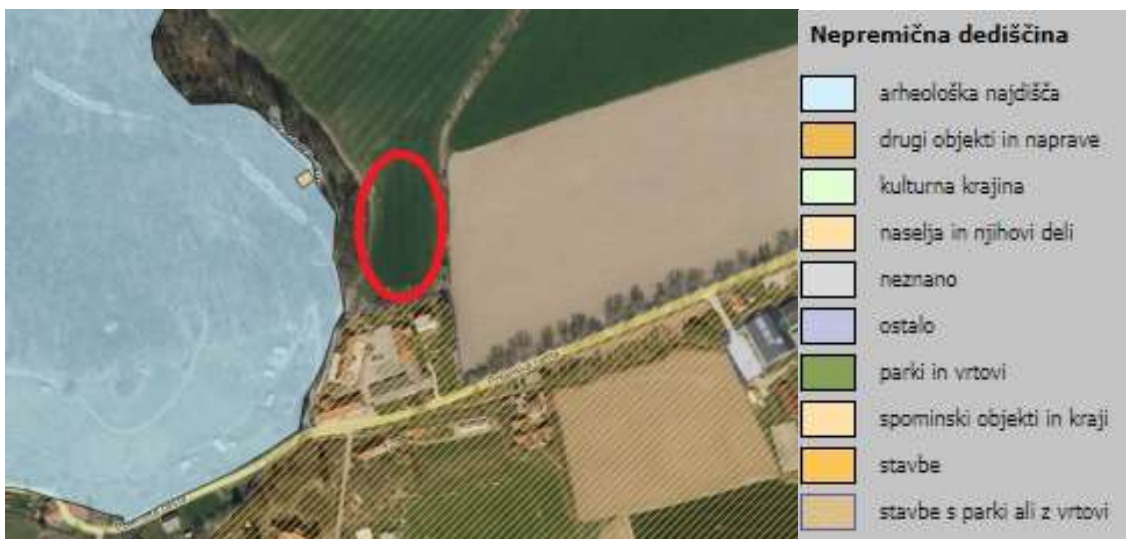 Nepremična dediščina
arheološka najdišča
drugi objekti in naprave
kulturna krajina
naselja in njihovi deli
neznano
ostalo
parki in vrtovi
spominski objekti in kraji
stavbe
stavbe s parki ali z vrtovi